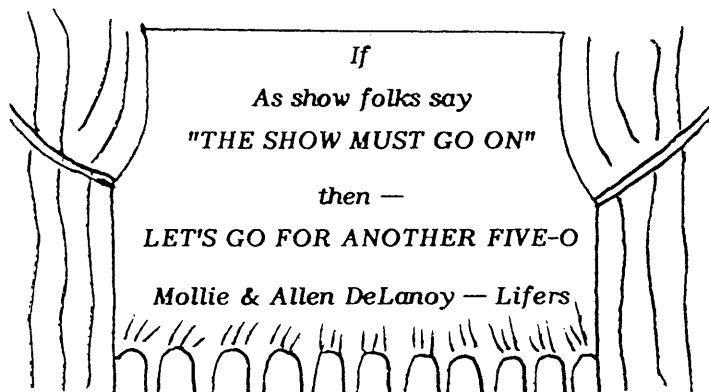 If
As show folks say
"THE SHOW MUST GO ON"
then —
LET'S GO FOR ANOTHER FIVE-O
Mollie & Allen DeLanoy — Lifers